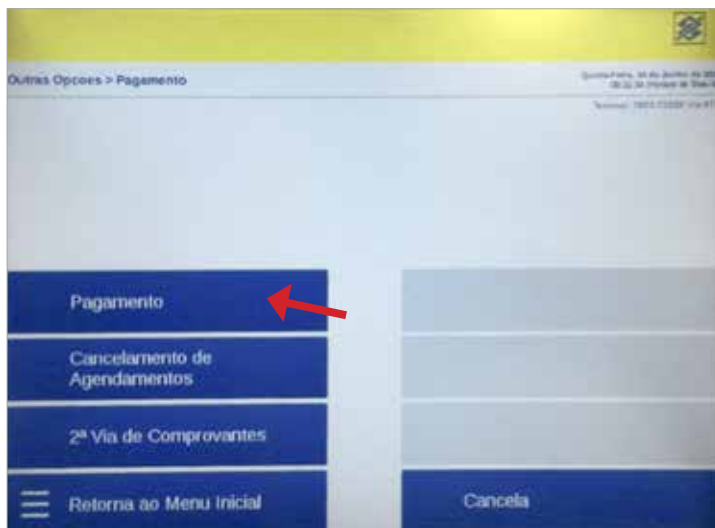 Outras Opcoes > Pagamento
Pagamento
Cancelamento de
Agendamentos
2ª Via de Comprovantes
Retorna ao Menu Inicial
Cancela